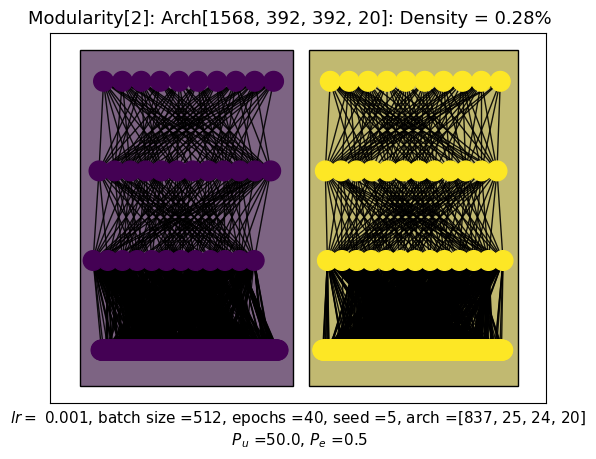 Modularity[2]: Arch[1568, 392, 392, 20]: Density = 0.28%
lr = 0.001, batch size =512, epochs =40, seed =5, arch =[837, 25, 24, 20]
P_u =50.0, P_e =0.5